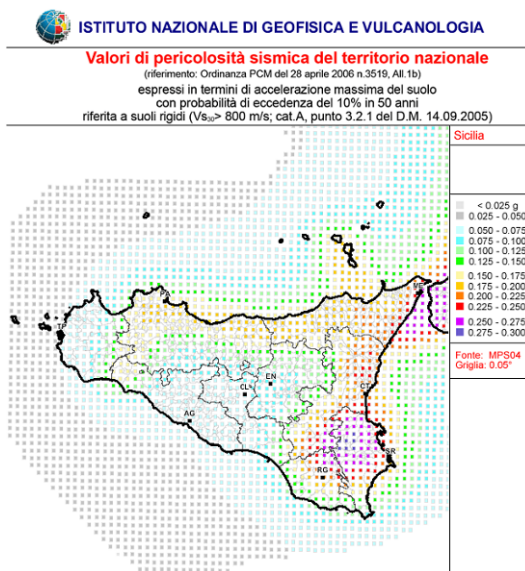 ISTITUTO NAZIONALE DI GEOFISICA E VULCANOLOGIA
Valori di pericolosità sismica del territorio nazionale
(riferimento: Ordinanza PCM del 28 aprile 2006 n.3519, All.1b)
espressi in termini di accelerazione massima del suolo
con probabilità di eccedenza del 10% in 50 anni
riferita a suoli rigidi (Vs₃₀> 800 m/s; cat.A, punto 3.2.1 del D.M. 14.09.2005)
Sicilia
< 0.025 g
0.025 - 0.050
0.050 - 0.075
0.075 - 0.100
0.100 - 0.125
0.125 - 0.150
0.150 - 0.175
0.175 - 0.200
0.200 - 0.225
0.225 - 0.250
0.250 - 0.275
0.275 - 0.300
Fonte: MPS04
Griglia: 0.05°
ME
PA
TP
EN
CL
CT
AG
SR
RG